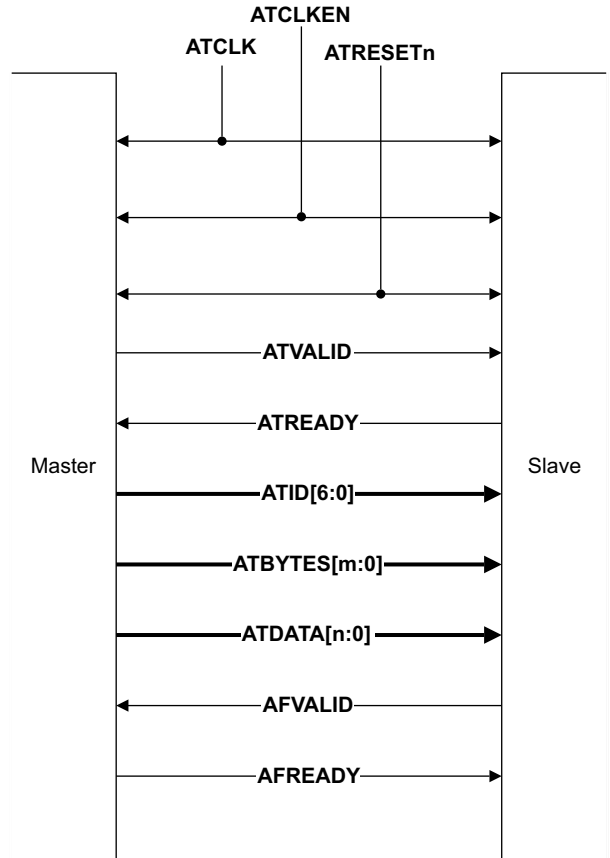 ATCLKEN
ATCLK
ATRESETn
ATVALID
ATREADY
Master
Slave
ATID[6:0]
ATBYTES[m:0]
ATDATA[n:0]
AFVALID
AFREADY